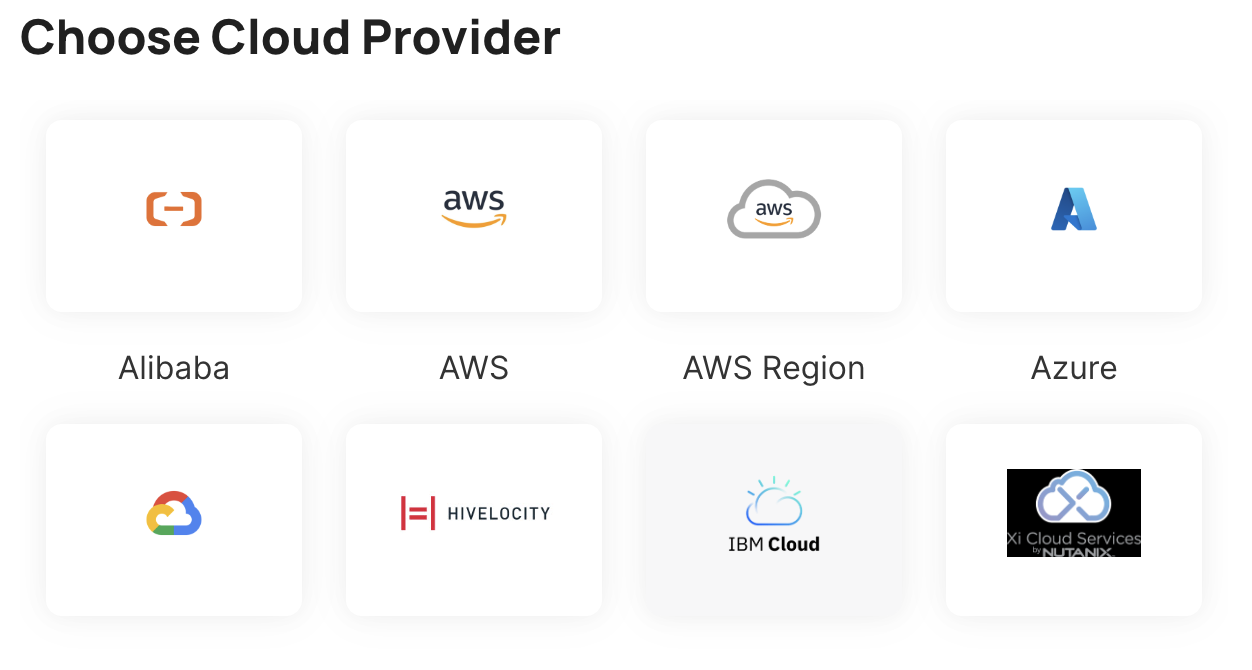 Choose Cloud Provider
aws
aws
Alibaba
AWS
AWS Region
Azure
HIVELOCITY
IBM Cloud
Xi Cloud Services
by NUTANIX